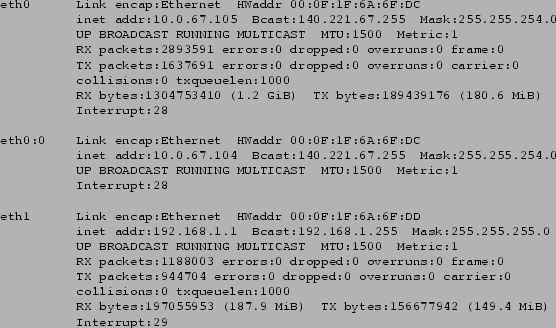 eth0 Link encap:Ethernet HWaddr 00:0F:1F:6A:6F:DC
inet addr:10.0.67.105 Bcast:140.221.67.255 Mask:255.255.254.0
UP BROADCAST RUNNING MULTICAST MTU:1500 Metric:1
RX packets:2893591 errors:0 dropped:0 overruns:0 frame:0
TX packets:1637691 errors:0 dropped:0 overruns:0 carrier:0
collisions:0 txqueuelen:1000
RX bytes:1304753410 (1.2 GiB) TX bytes:189439176 (180.6 MiB)
Interrupt:28
eth0:0 Link encap:Ethernet HWaddr 00:0F:1F:6A:6F:DC
inet addr:10.0.67.104 Bcast:140.221.67.255 Mask:255.255.254.0
UP BROADCAST RUNNING MULTICAST MTU:1500 Metric:1
Interrupt:28
eth1 Link encap:Ethernet HWaddr 00:0F:1F:6A:6F:DD
inet addr:192.168.1.1 Bcast:192.168.1.255 Mask:255.255.255.0
UP BROADCAST RUNNING MULTICAST MTU:1500 Metric:1
RX packets:1188003 errors:0 dropped:0 overruns:0 frame:0
TX packets:944704 errors:0 dropped:0 overruns:0 carrier:0
collisions:0 txqueuelen:1000
RX bytes:197055953 (187.9 MiB) TX bytes:156677942 (149.4 MiB)
Interrupt:29